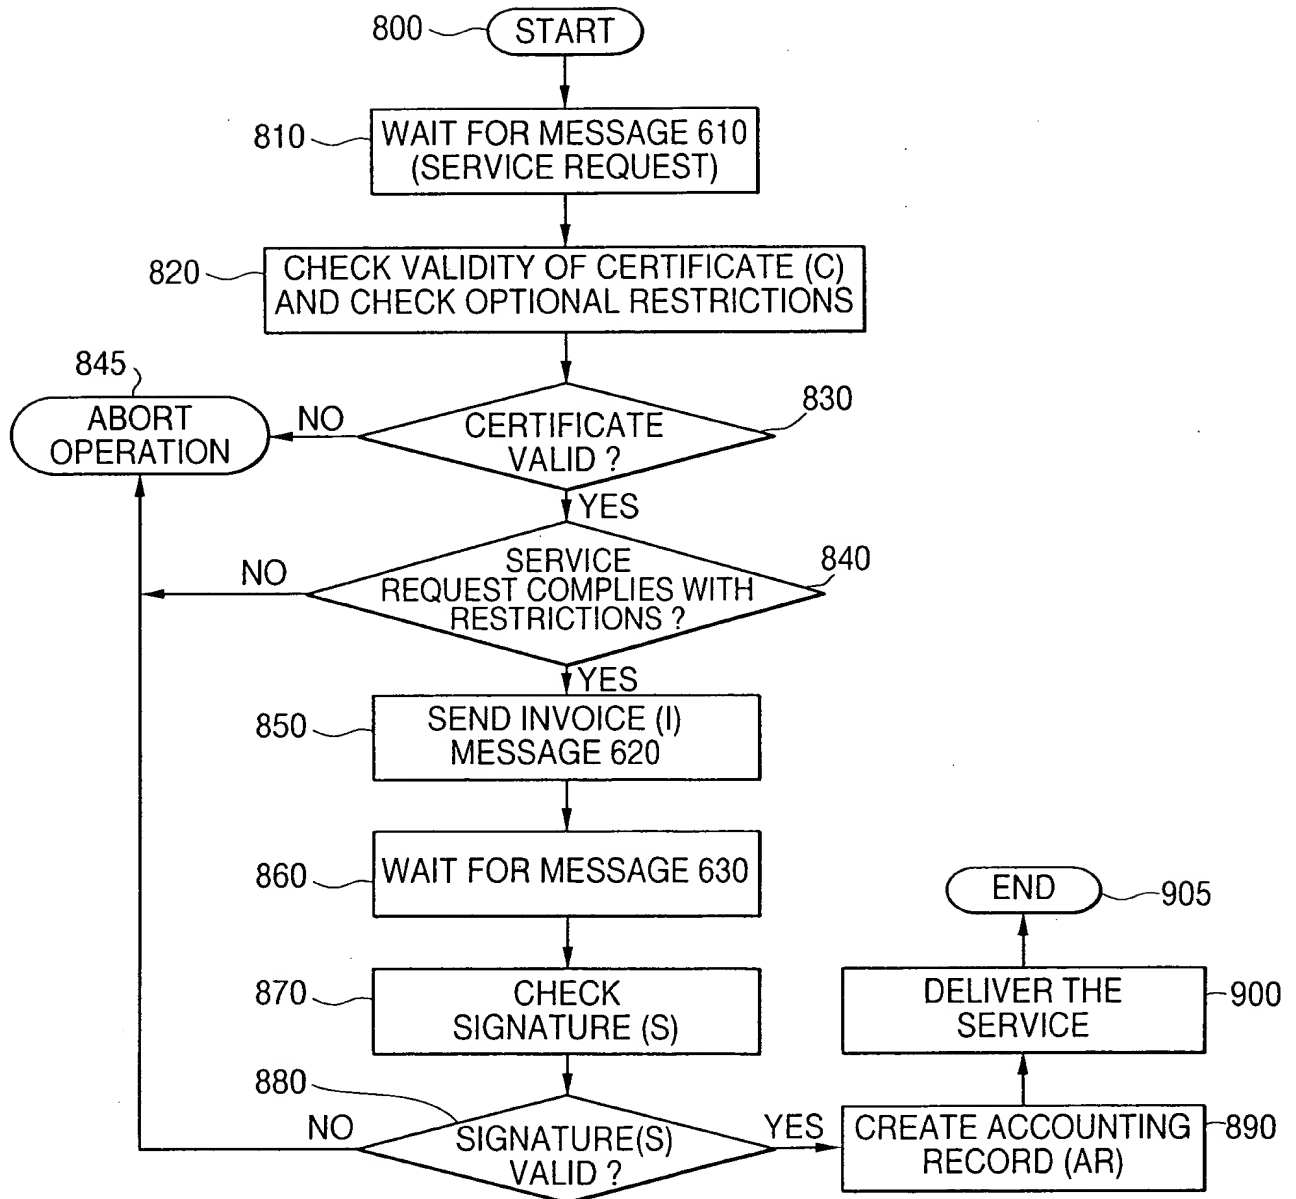 800
START
810
WAIT FOR MESSAGE 610
(SERVICE REQUEST)
820
CHECK VALIDITY OF CERTIFICATE (C)
AND CHECK OPTIONAL RESTRICTIONS
845
ABORT
OPERATION
NO
830
CERTIFICATE
VALID ?
YES
NO
840
SERVICE
REQUEST COMPLIES WITH
RESTRICTIONS ?
YES
850
SEND INVOICE (I)
MESSAGE 620
860
WAIT FOR MESSAGE 630
870
CHECK
SIGNATURE (S)
880
NO
SIGNATURE(S)
VALID ?
YES
CREATE ACCOUNTING
RECORD (AR)
890
DELIVER THE
SERVICE
900
END
905